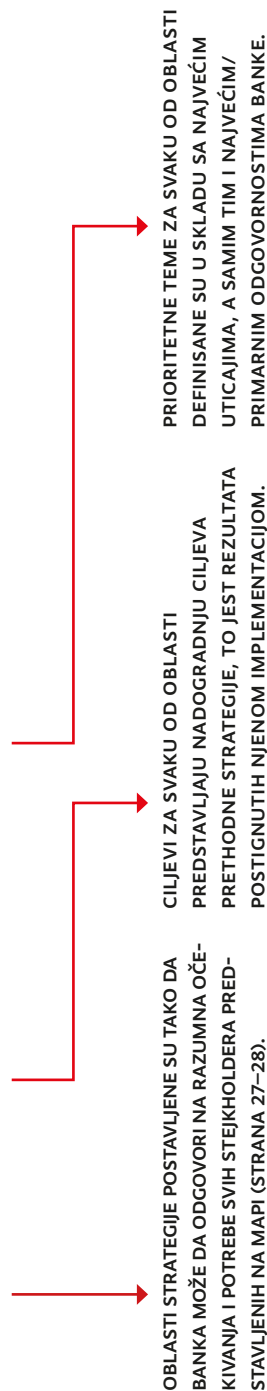 OBLASTI STRATEGIJE POSTAVLJENE SU TAKO DA
BANKA MOŽE DA ODGOVORI NA RAZUMNA OČE-
KIVANJA I POTREBE SVIH STEJKHOLDERA PRED-
STAVLJENIH NA MAPI (STRANA 27–28).
CILJEVI ZA SVAKU OD OBLASTI
PREDSTAVLJAJU NADOGRADNJU CILJEVA
PRETHODNE STRATEGIJE, TO JEST REZULTATA
POSTIGNUTIH NJENOM IMPLEMENTACIJOM.
PRIORITETNE TEME ZA SVAKU OD OBLASTI
DEFINISANE SU U SKLADU SA NAJVEĆIM
UTICAJIMA, A SAMIM TIM I NAJVEĆIM/
PRIMARNIM ODGOVORNOSTIMA BANKE.